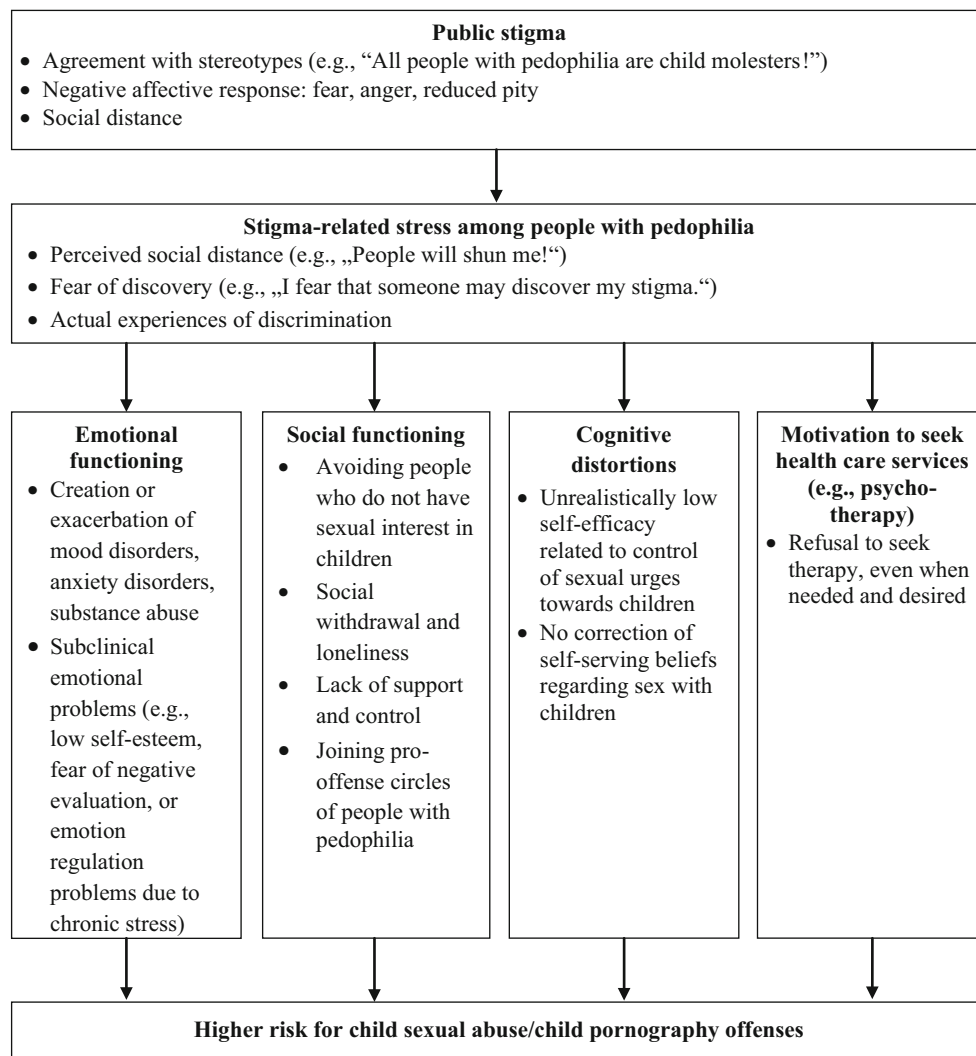 Public stigma
• Agreement with stereotypes (e.g., “All people with pedophilia are child molesters!”)
• Negative affective response: fear, anger, reduced pity
• Social distance
Stigma-related stress among people with pedophilia
• Perceived social distance (e.g., „People will shun me!“)
• Fear of discovery (e.g., „I fear that someone may discover my stigma.“)
• Actual experiences of discrimination
Emotional
functioning
• Creation or
exacerbation of
mood disorders,
anxiety disorders,
substance abuse
• Subclinical
emotional
problems (e.g.,
low self-esteem,
fear of negative
evaluation, or
emotion
regulation
problems due to
chronic stress)
Social functioning
• Avoiding people
who do not have
sexual interest in
children
• Social
withdrawal and
loneliness
• Lack of support
and control
• Joining pro-
offense circles
of people with
pedophilia
Cognitive
distortions
• Unrealistically low
self-efficacy
related to control
of sexual urges
towards children
• No correction of
self-serving beliefs
regarding sex with
children
Motivation to seek
health care services
(e.g., psycho-
therapy)
• Refusal to seek
therapy, even when
needed and desired
Higher risk for child sexual abuse/child pornography offenses